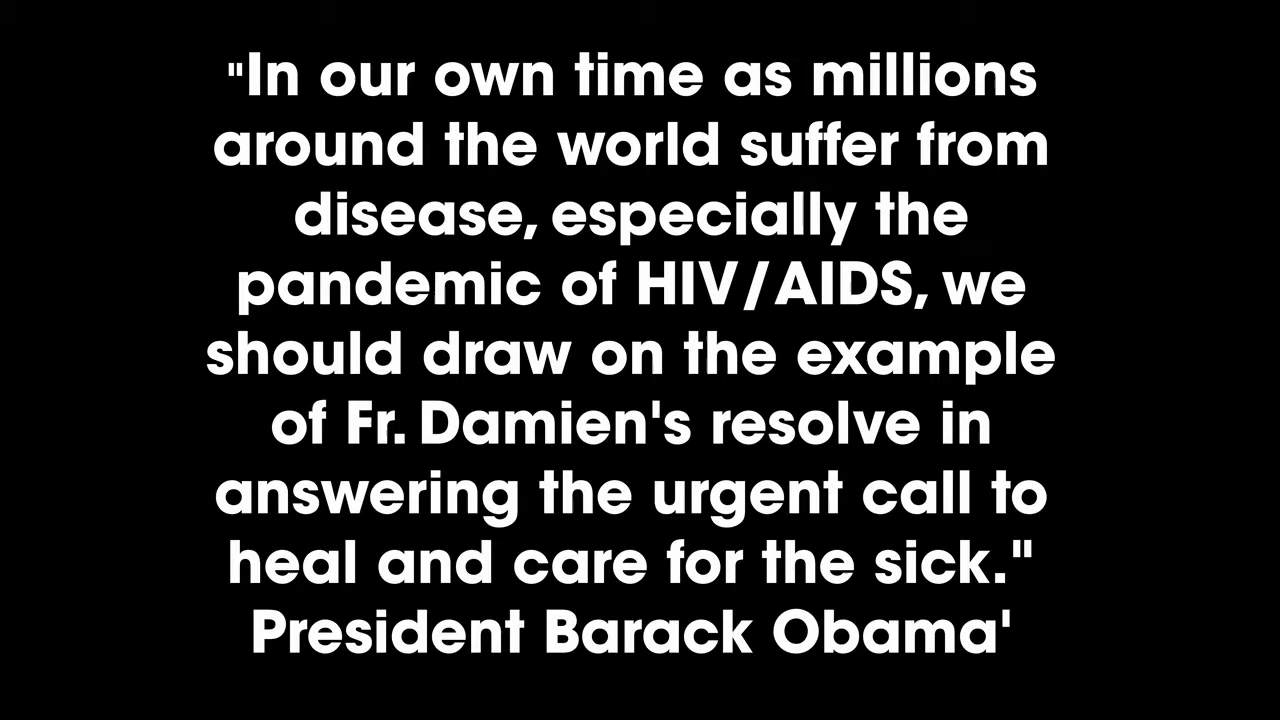 "In our own time as millions
around the world suffer from
disease, especially the
pandemic of HIV/AIDS, we
should draw on the example
of Fr. Damien's resolve in
answering the urgent call to
heal and care for the sick."
President Barack Obama'